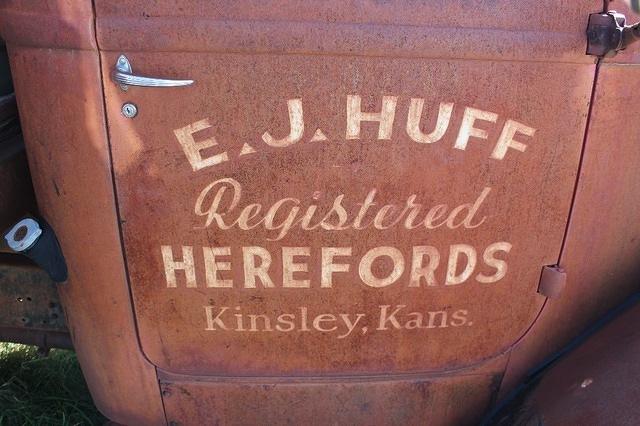 E.J. HUFF
Registered
HEREFORDS
Kinsley, Kans.